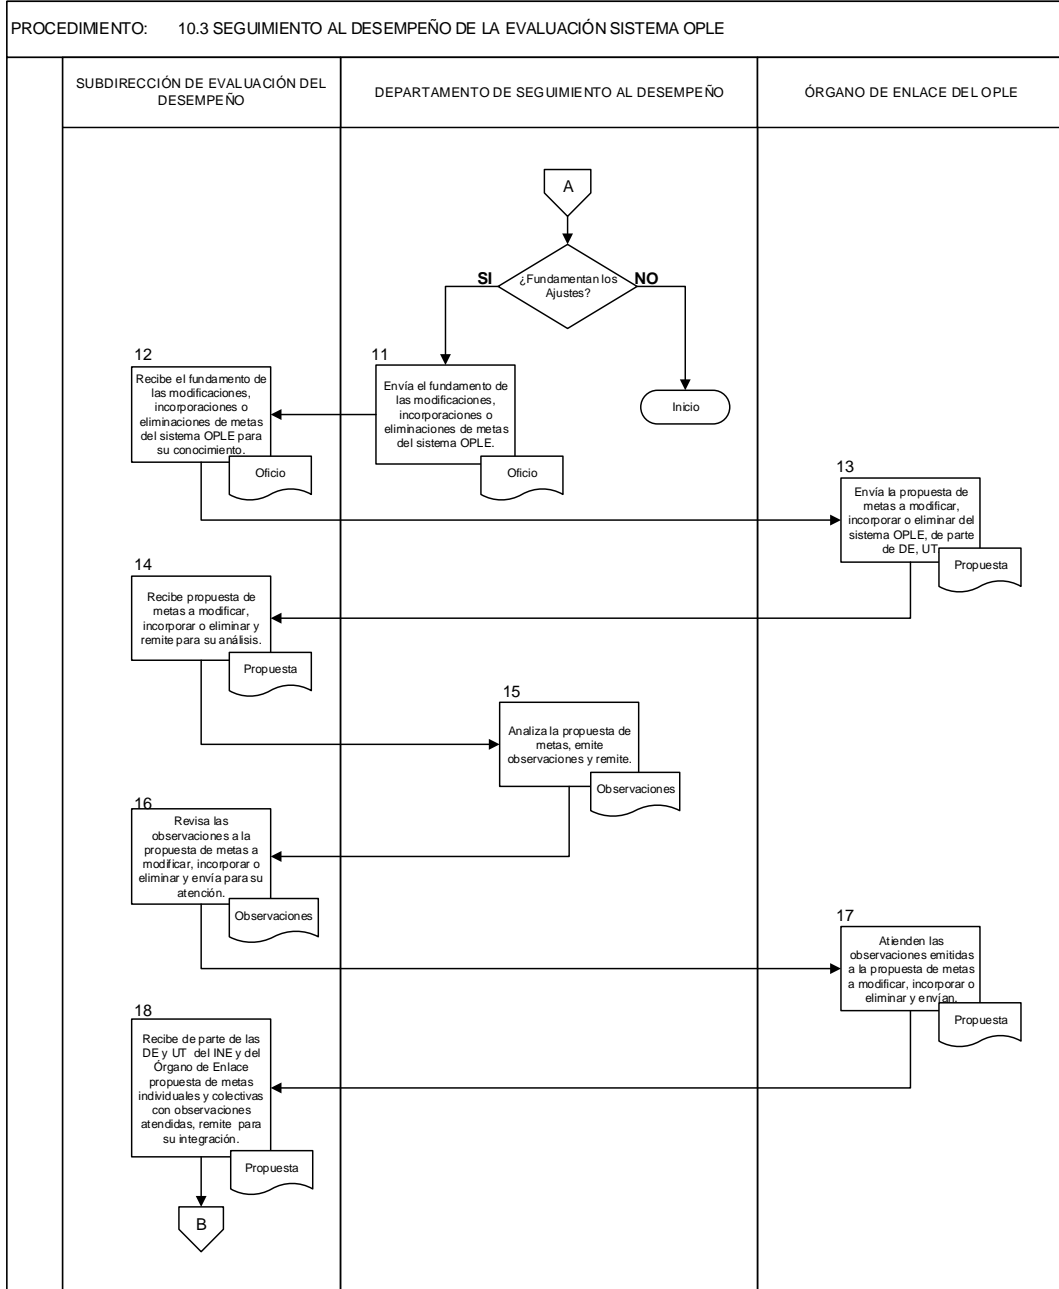 PROCEDIMIENTO: 10.3 SEGUIMIENTO AL DESEMPEÑO DE LA EVALUACIÓN SISTEMA OPLE
SUBDIRECCIÓN DE EVALUACIÓN DEL
DESEMPEÑO
DEPARTAMENTO DE SEGUIMIENTO AL DESEMPEÑO
ÓRGANO DE ENLACE DEL OPLE
A
¿Fundamentan los
Ajustes?
SI
NO
Inicio
11
Envía el fundamento de
las modificaciones,
incorporaciones o
eliminaciones de metas
del sistema OPLE.
Oficio
12
Recibe el fundamento de
las modificaciones,
incorporaciones o
eliminaciones de metas
del sistema OPLE para
su conocimiento.
Oficio
13
Envía la propuesta de
metas a modificar,
incorporar o eliminar del
sistema OPLE, de parte
de DE, UT
Propuesta
14
Recibe propuesta de
metas a modificar,
incorporar o eliminar y
remite para su análisis.
Propuesta
15
Analiza la propuesta de
metas, emite
observaciones y remite.
Observaciones
16
Revisa las
observaciones a la
propuesta de metas a
modificar, incorporar o
eliminar y envía para su
atención.
Observaciones
17
Atienden las
observaciones emitidas
a la propuesta de metas
a modificar, incorporar o
eliminar y envían.
Propuesta
18
Recibe de parte de las
DE y UT del INE y del
Órgano de Enlace
propuesta de metas
individuales y colectivas
con observaciones
atendidas, remite para
su integración.
Propuesta
B